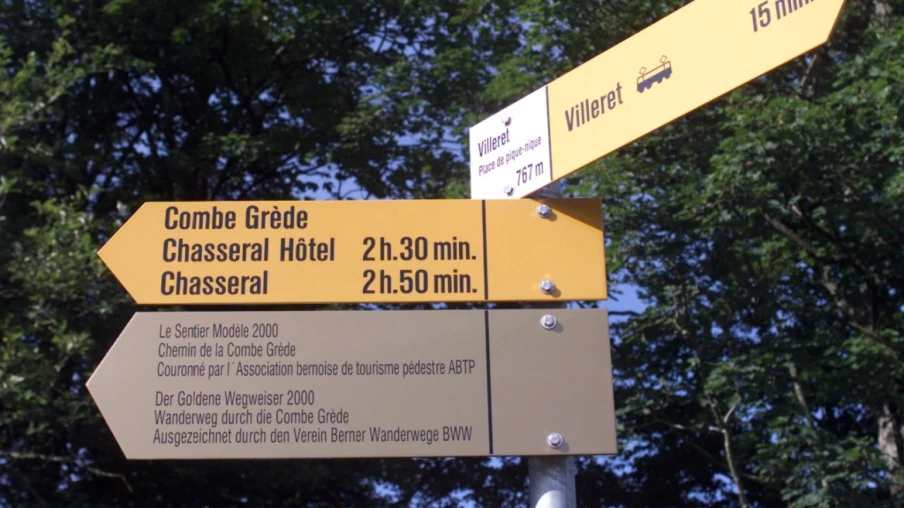 15 min.
Villeret
Villeret
Place de pique-nique
767 m
Combe Grède
Chasseral Hôtel 2 h. 30 min.
Chasseral 2 h. 50 min.
Le Sentier Modèle 2000
Chemin de la Combe Grède
Couronné par l´Association bernoise de tourisme pédestre ABTP
Der Goldene Wegweiser 2000
Wanderweg durch die Combe Grède
Ausgezeichnet durch den Verein Berner Wanderwege BWW